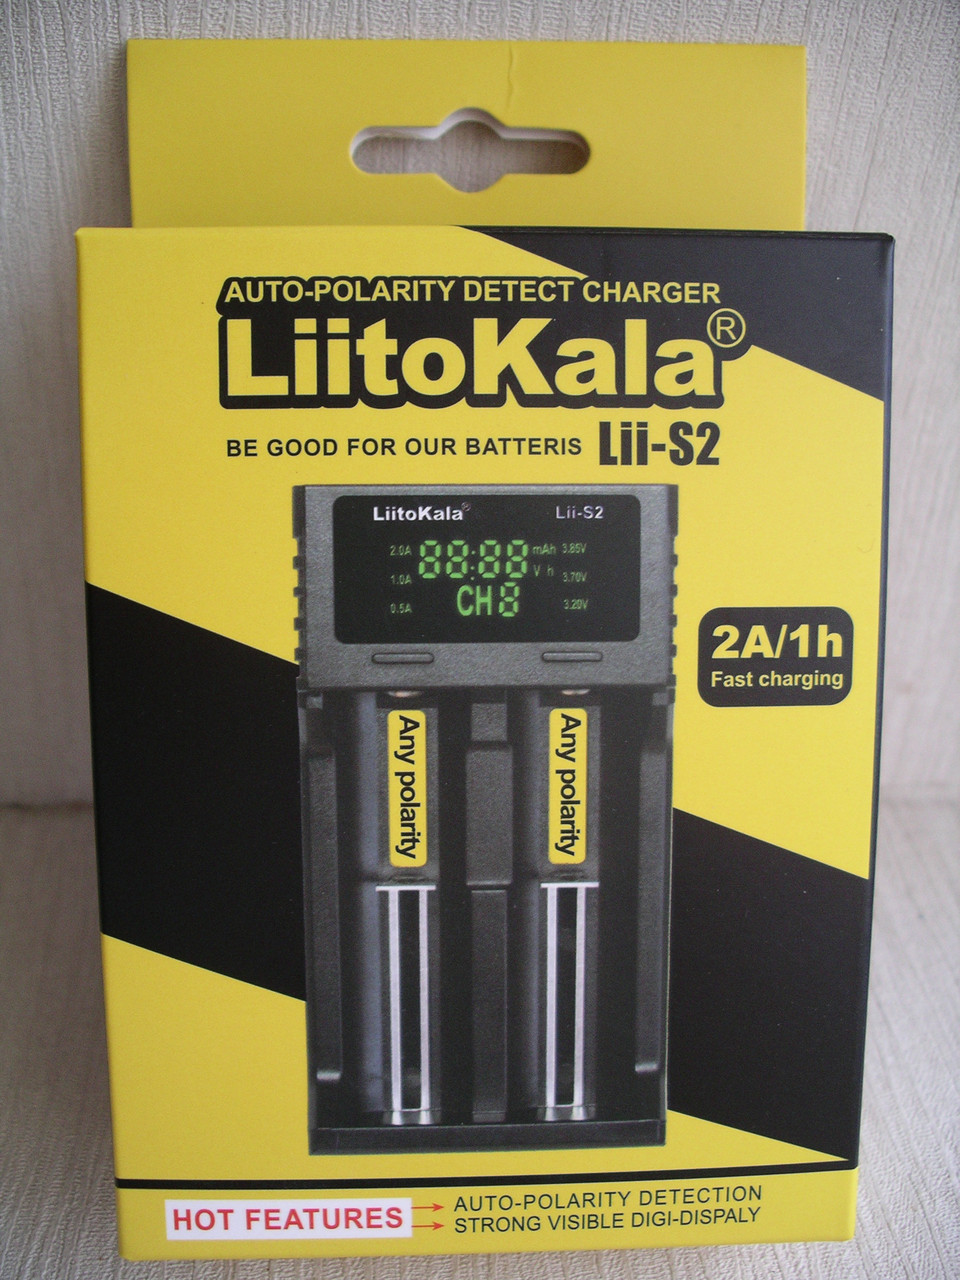 AUTO-POLARITY DETECT CHARGER
LiitoKala®
BE GOOD FOR OUR BATTERIS Lii-S2
LiitoKala® Lii-S2
2.0A 88:88 mAh 3.85V
1.0A V h 3.70V
0.5A CH8 3.20V
2A/1h
Fast charging
Any polarity
Any polarity
HOT FEATURES
AUTO-POLARITY DETECTION
STRONG VISIBLE DIGI-DISPALY